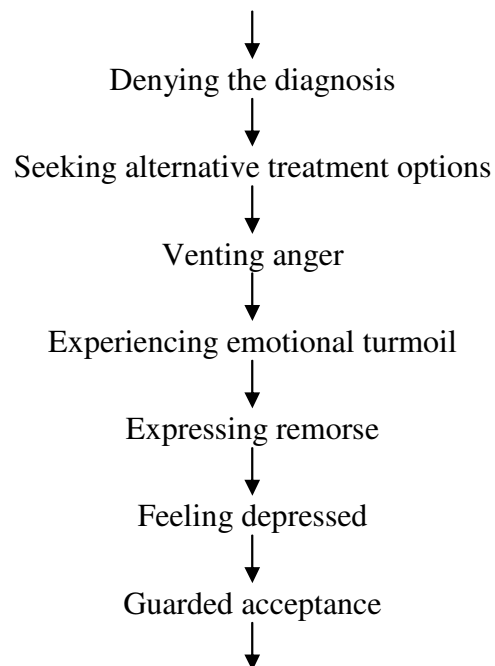 Denying the diagnosis
Seeking alternative treatment options
Venting anger
Experiencing emotional turmoil
Expressing remorse
Feeling depressed
Guarded acceptance